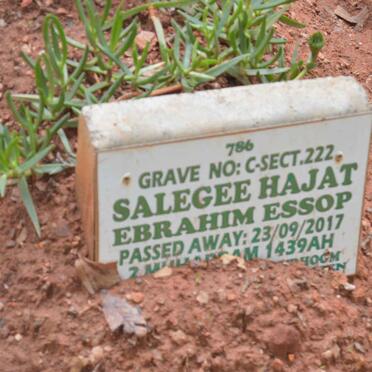 786
GRAVE NO: C-SECT.222
SALEGEE HAJAT
EBRAHIM ESSOP
PASSED AWAY: 23/09/2017
1439AH